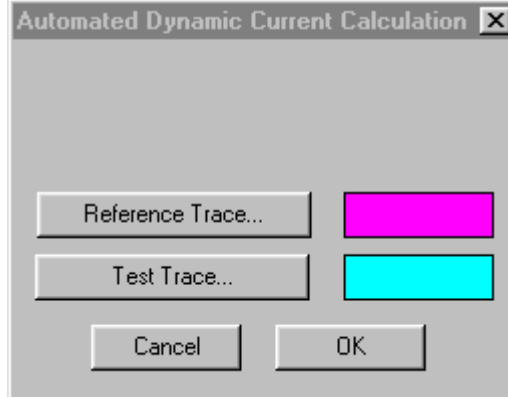 Automated Dynamic Current Calculation
Reference Trace...
Test Trace...
Cancel
OK